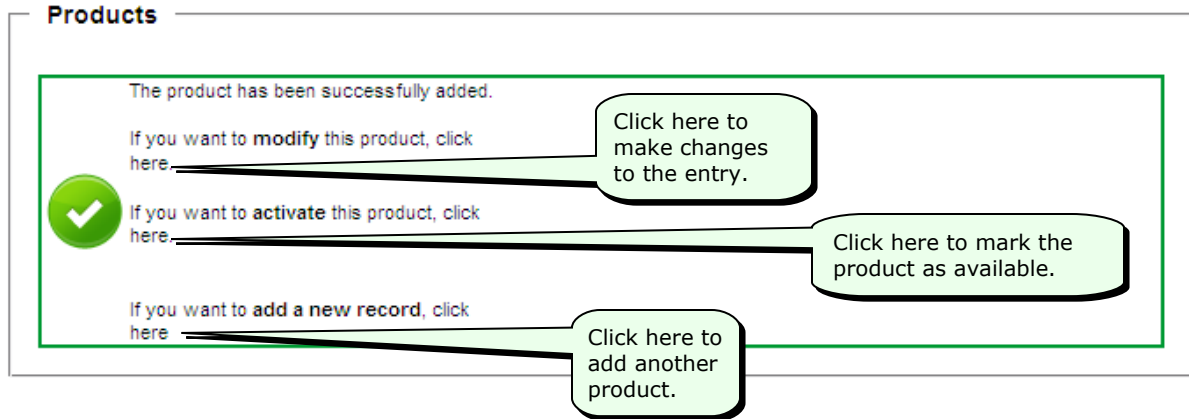 Products
The product has been successfully added.
If you want to modify this product, click
here.
Click here to
make changes
to the entry.
If you want to activate this product, click
here.
Click here to mark the
product as available.
If you want to add a new record, click
here
Click here to
add another
product.